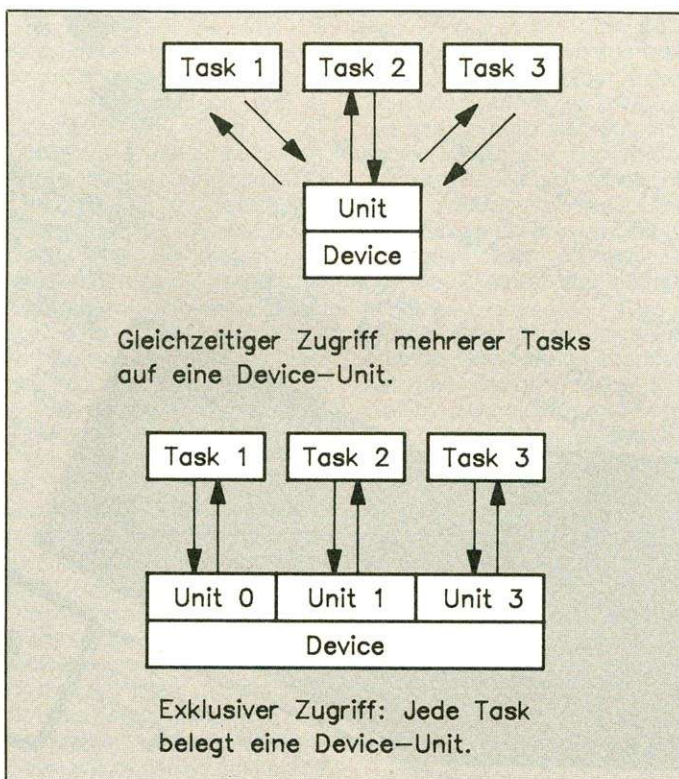 Task 1 Task 2 Task 3
Unit
Device
Gleichzeitiger Zugriff mehrerer Tasks
auf eine Device-Unit.
Task 1 Task 2 Task 3
Unit 0 Unit 1 Unit 3
Device
Exklusiver Zugriff: Jede Task
belegt eine Device-Unit.